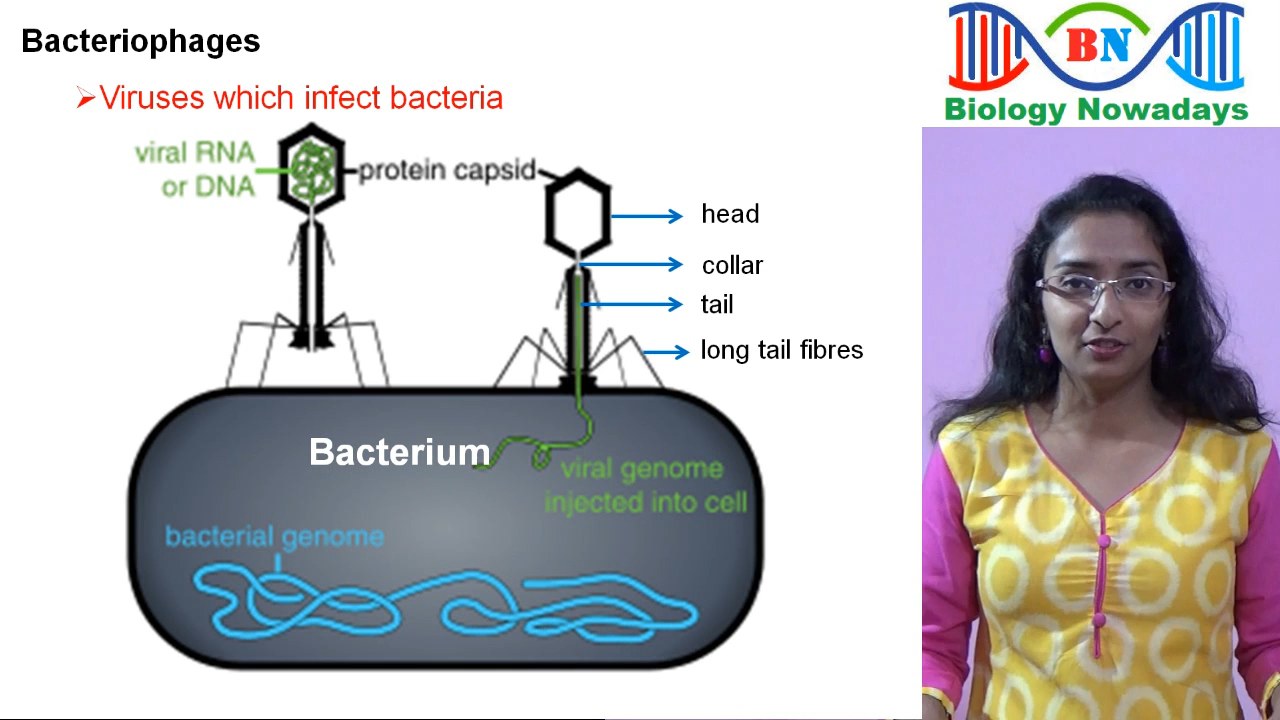 Bacteriophages
➢Viruses which infect bacteria
viral RNA
or DNA
protein capsid
head
collar
tail
long tail fibres
Bacterium
viral genome
injected into cell
bacterial genome
BN
Biology Nowadays